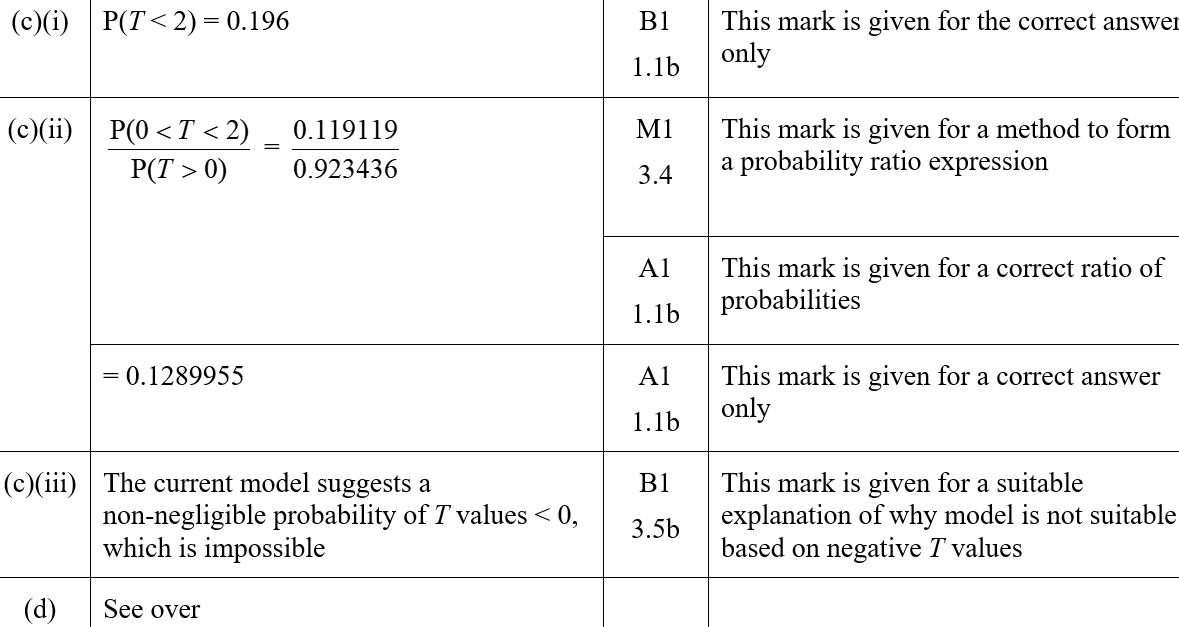 (c)(i) P(T < 2) = 0.196 B1 This mark is given for the correct answer
1.1b only
(c)(ii) P(0 < T < 2) = 0.119119 M1 This mark is given for a method to form
P(T > 0) 0.923436 3.4 a probability ratio expression
A1 This mark is given for a correct ratio of
1.1b probabilities
= 0.1289955 A1 This mark is given for a correct answer
1.1b only
(c)(iii) The current model suggests a B1 This mark is given for a suitable
non-negligible probability of T values < 0, 3.5b explanation of why model is not suitable
which is impossible based on negative T values
(d) See over